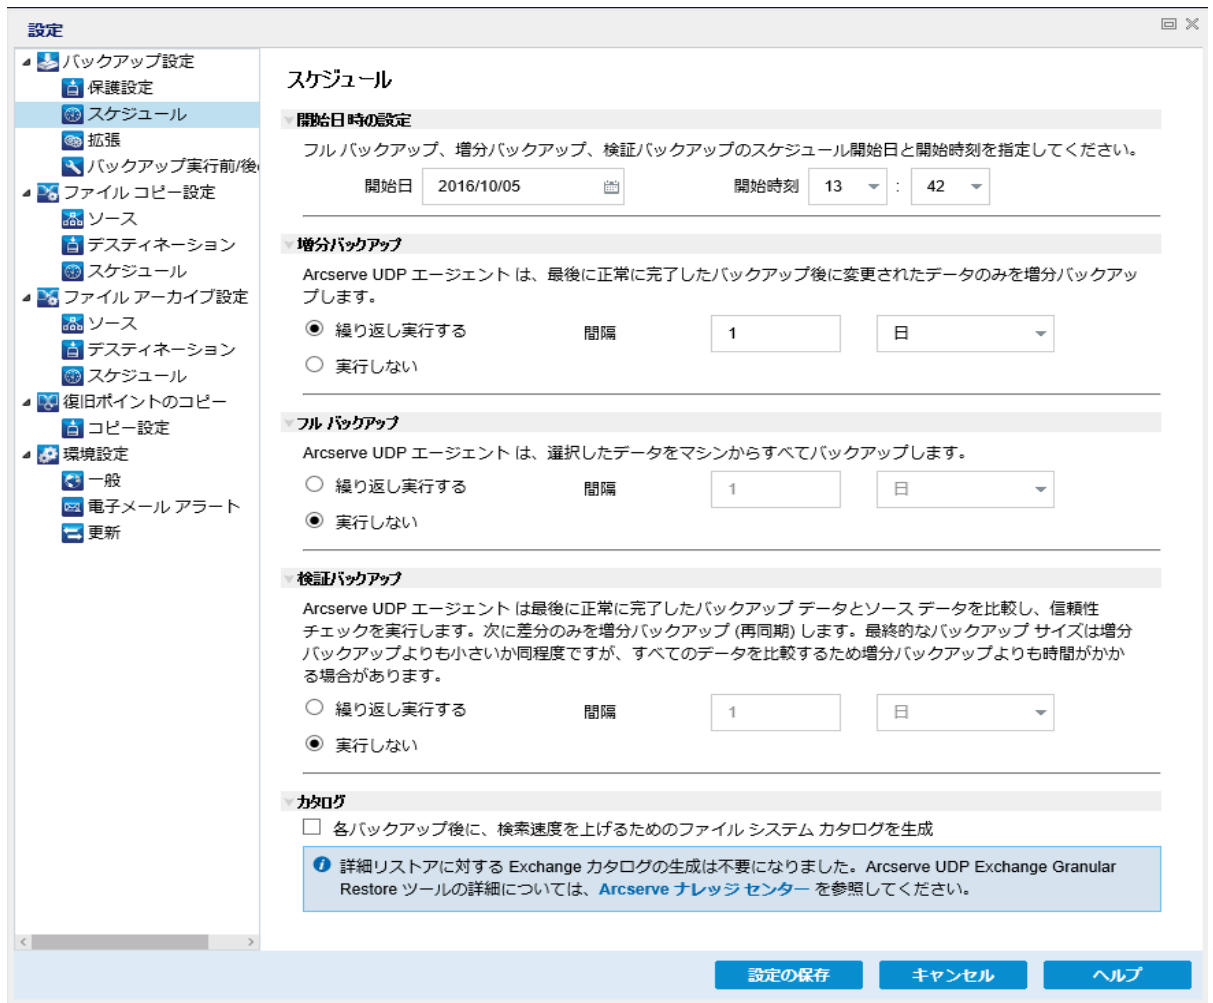 設定
バックアップ設定
保護設定
スケジュール
拡張
バックアップ実行前/後
ファイル コピー設定
ソース
デスティネーション
スケジュール
ファイル アーカイブ設定
ソース
デスティネーション
スケジュール
復旧ポイントのコピー
コピー設定
環境設定
一般
電子メール アラート
更新
スケジュール
開始日時の設定
フル バックアップ、増分バックアップ、検証バックアップのスケジュール開始日と開始時刻を指定してください。
開始日 2016/10/05 開始時刻 13 : 42
増分バックアップ
Arcserve UDP エージェント は、最後に正常に完了したバックアップ後に変更されたデータのみを増分バックアッ
プします。
繰り返し実行する 間隔 1 日
実行しない
フル バックアップ
Arcserve UDP エージェント は、選択したデータをマシンからすべてバックアップします。
繰り返し実行する 間隔 1 日
実行しない
検証バックアップ
Arcserve UDP エージェント は最後に正常に完了したバックアップ データとソース データを比較し、信頼性
チェックを実行します。次に差分のみを増分バックアップ (再同期) します。最終的なバックアップ サイズは増分
バックアップよりも小さいか同程度ですが、すべてのデータを比較するため増分バックアップよりも時間がかか
る場合があります。
繰り返し実行する 間隔 1 日
実行しない
カタログ
各バックアップ後に、検索速度を上げるためのファイル システム カタログを生成
詳細リストアに対する Exchange カタログの生成は不要になりました。Arcserve UDP Exchange Granular
Restore ツールの詳細については、Arcserve ナレッジ センター を参照してください。
設定の保存 キャンセル ヘルプ